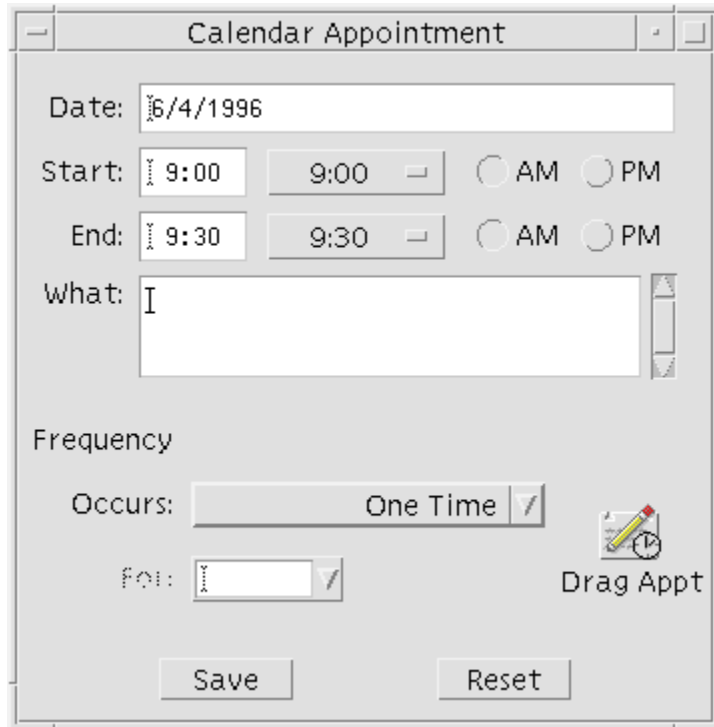 Calendar Appointment
Date: 6/4/1996
Start: 9:00 9:00 AM PM
End: 9:30 9:30 AM PM
What:
Frequency
Occurs: One Time
For:
Drag Appt
Save Reset